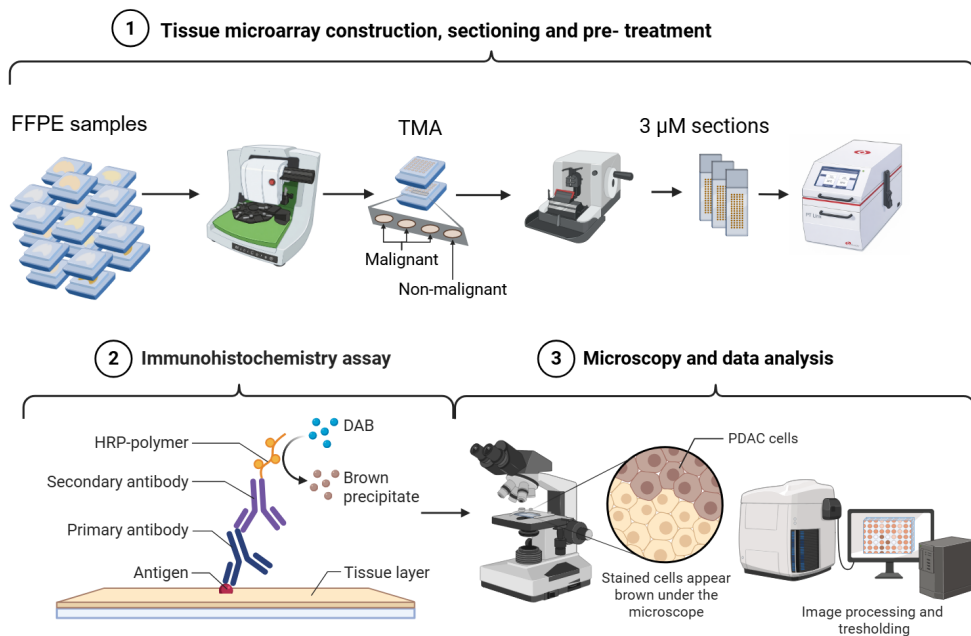 1 Tissue microarray construction, sectioning and pre- treatment
FFPE samples
TMA
3 µM sections
Malignant
Non-malignant
2 Immunohistochemistry assay
HRP-polymer
DAB
Secondary antibody
Brown
precipitate
Primary antibody
Antigen
Tissue layer
3 Microscopy and data analysis
PDAC cells
Stained cells appear
brown under the
microscope
Image processing and
tresholding